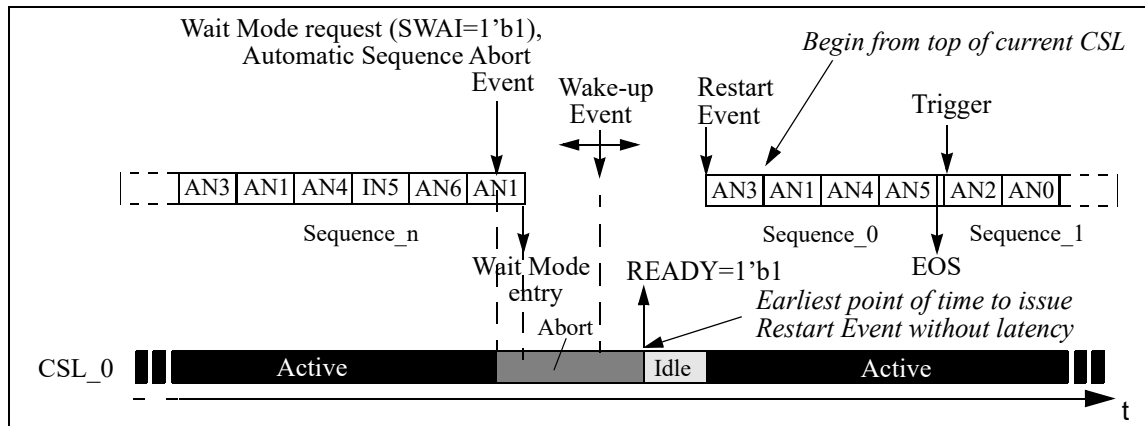 Wait Mode request (SWAI=1’b1),
Automatic Sequence Abort
Event
Begin from top of current CSL
Wake-up
Event
Restart
Event
Trigger
AN3 AN1 AN4 IN5 AN6 AN1
AN3 AN1 AN4 AN5 AN2 AN0
Sequence_n
Sequence_0
Sequence_1
Wait Mode
entry
READY=1’b1
EOS
Earliest point of time to issue
Restart Event without latency
Abort
CSL_0
Active
Idle
Active
t